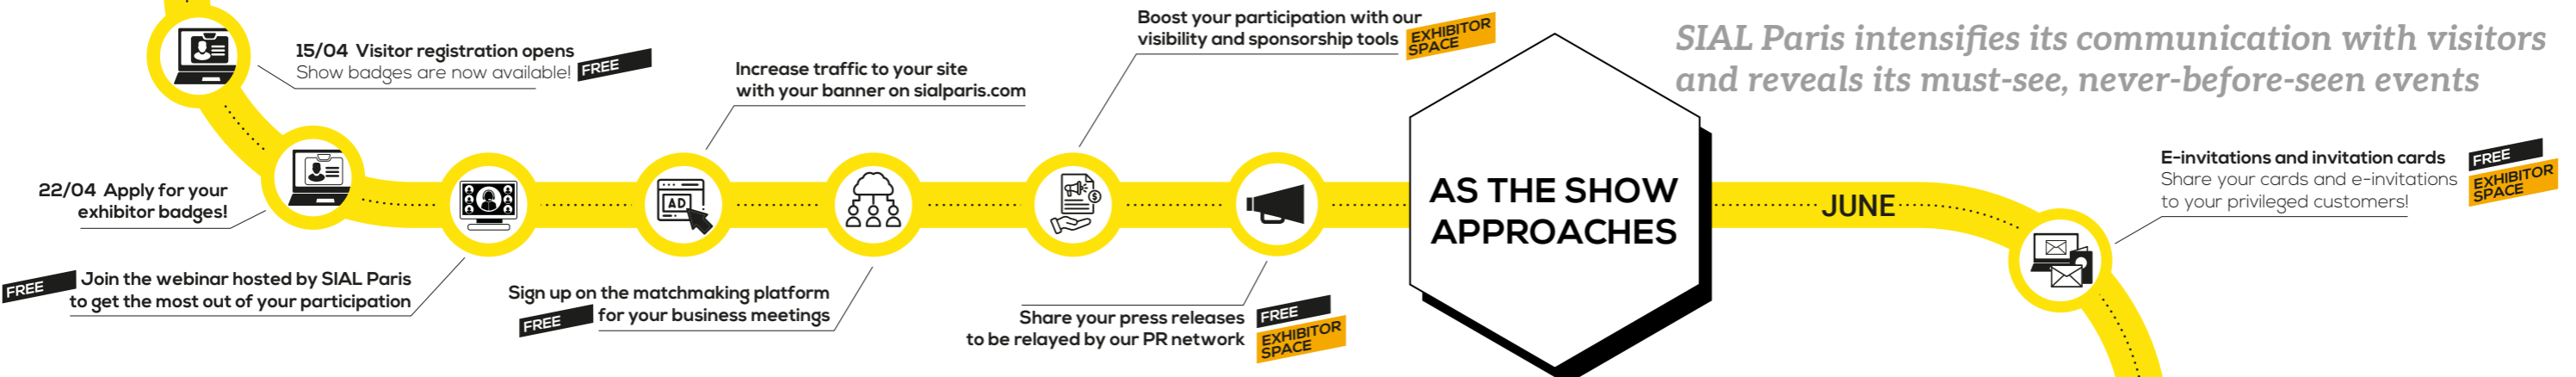 15/04 Visitor registration opens
Show badges are now available! FREE
22/04 Apply for your
exhibitor badges!
FREE Join the webinar hosted by SIAL Paris
to get the most out of your participation
Increase traffic to your site
with your banner on sialparis.com
AD
Sign up on the matchmaking platform
FREE for your business meetings
Boost your participation with our
visibility and sponsorship tools
EXHIBITOR
SPACE
Share your press releases
to be relayed by our PR network
FREE
EXHIBITOR
SPACE
AS THE SHOW
APPROACHES
SIAL Paris intensifies its communication with visitors
and reveals its must-see, never-before-seen events
JUNE
E-invitations and invitation cards
Share your cards and e-invitations
to your privileged customers!
FREE
EXHIBITOR
SPACE